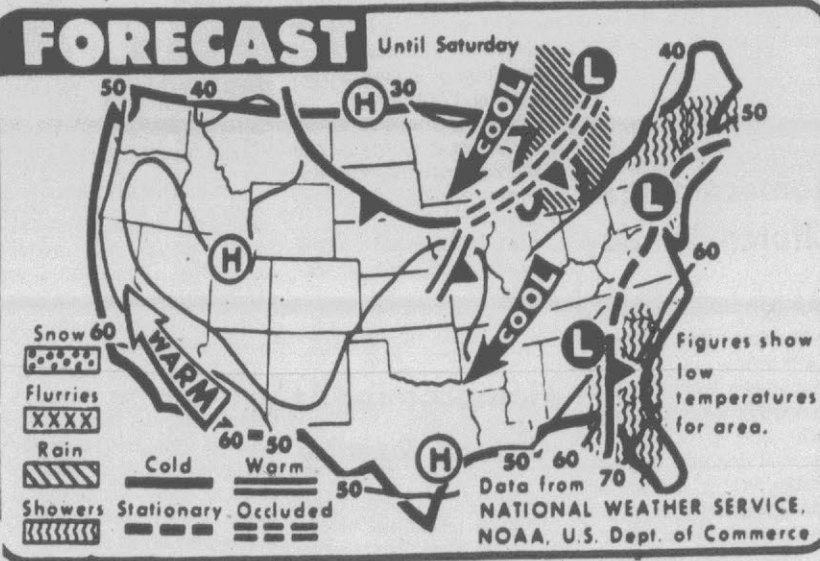 FORECAST
Until Saturday
50
40
H
30
COOL
L
40
50
L
60
H
COOL
L
WARM
60
Snow
Flurries
XXXX
Rain
Showers
Cold
Warm
Stationary
Occluded
60
50
50
H
50
60
70
Figures show
low
temperatures
for area.
Data from
NATIONAL WEATHER SERVICE,
NOAA, U.S. Dept. of Commerce